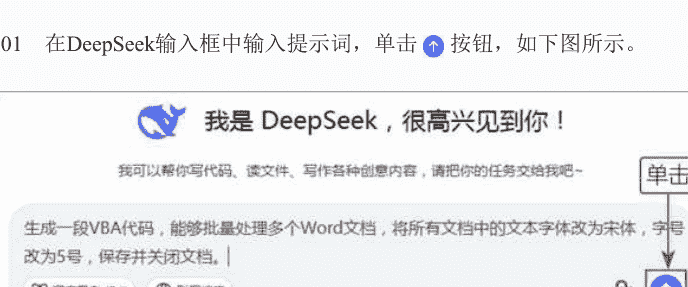 01 在DeepSeek输入框中输入提示词，单击 按钮，如下图所示。
我是 DeepSeek，很高兴见到你！
我可以帮你写代码、读文件、写作各种创意内容，请把你的任务交给我吧~
单击
生成一段VBA代码，能够批量处理多个Word文档，将所有文档中的文本字体改为宋体，字号
改为5号，保存并关闭文档。